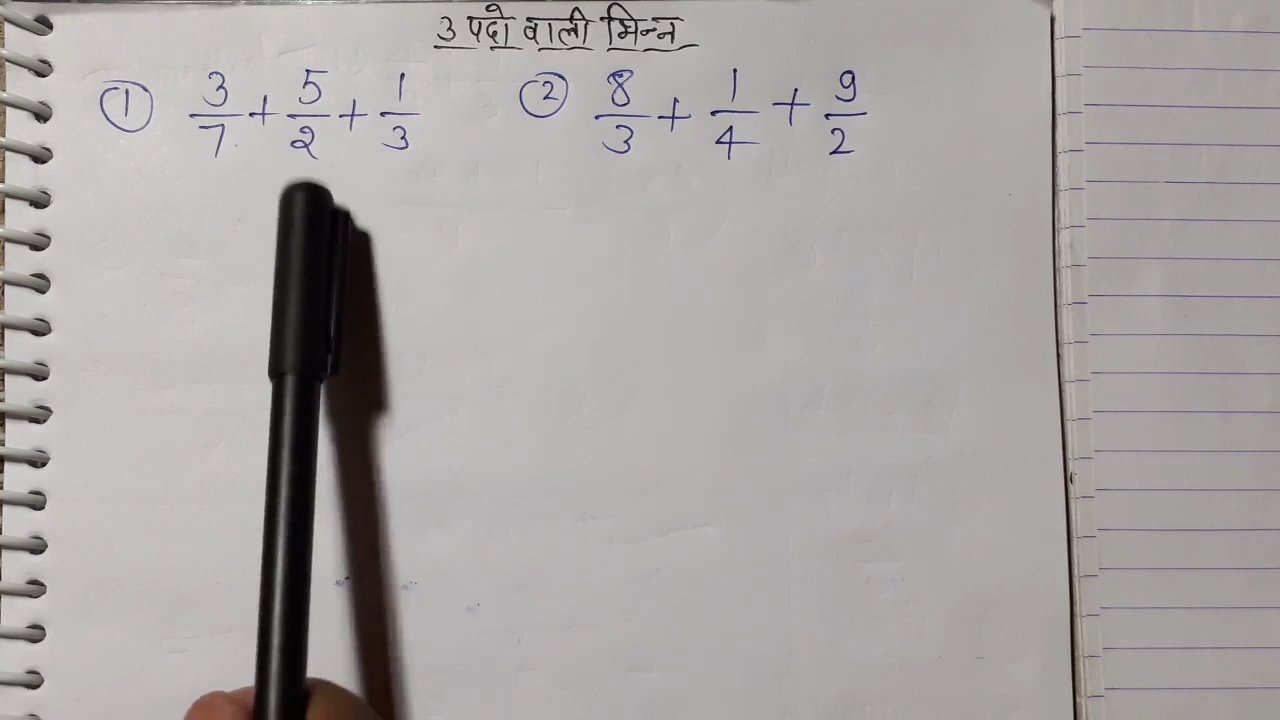 3 पदो वाली भिन्न
① 3/7 + 5/2 + 1/3 ② 8/3 + 1/4 + 9/2